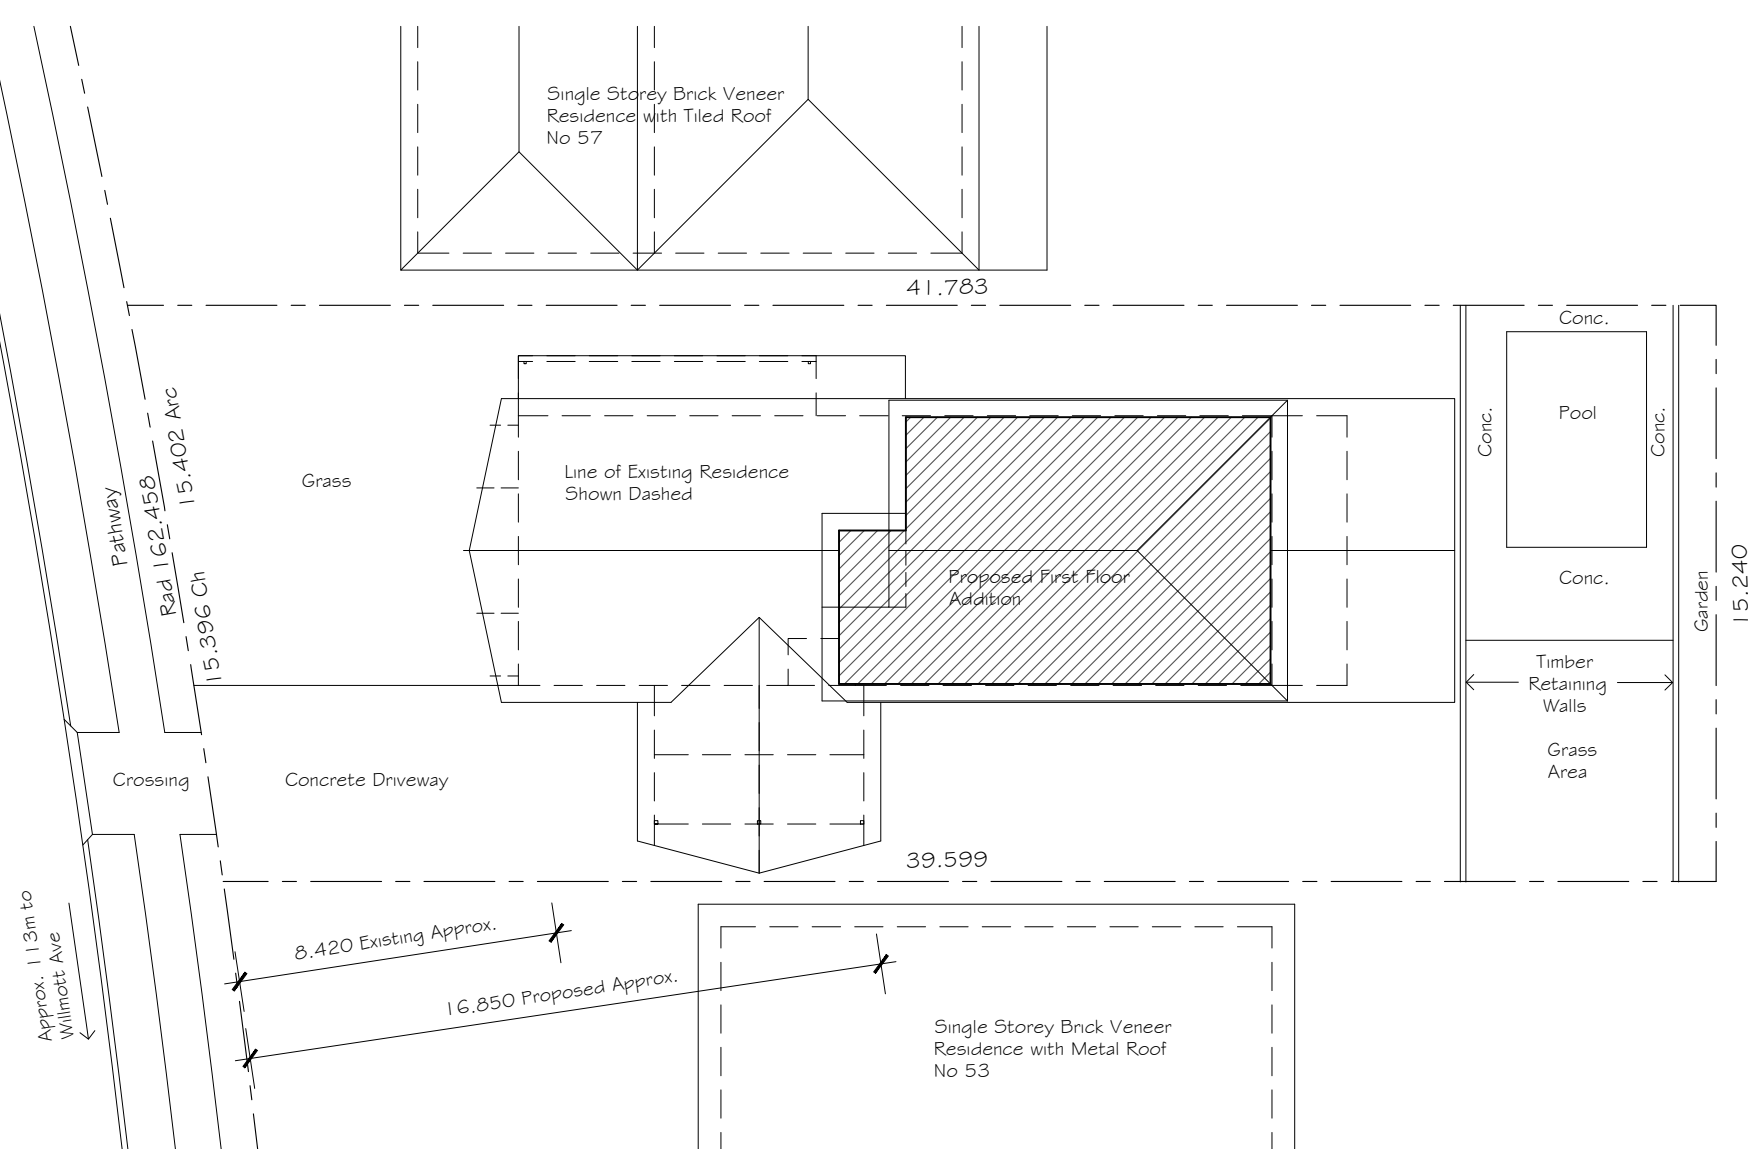 Single Storey Brick Veneer
Residence with Tiled Roof
No 57
41.783
Conc.
Pool
Conc.
Conc.
Conc.
Garden
15.240
Pathway
Rad 162.458
15.402 Arc
15.396 Ch
Grass
Line of Existing Residence
Shown Dashed
Proposed First Floor
Addition
Timber
Retaining
Walls
Grass
Area
Crossing
Concrete Driveway
39.599
8.420 Existing Approx.
16.850 Proposed Approx.
Approx. 113m to
Willmott Ave
Single Storey Brick Veneer
Residence with Metal Roof
No 53